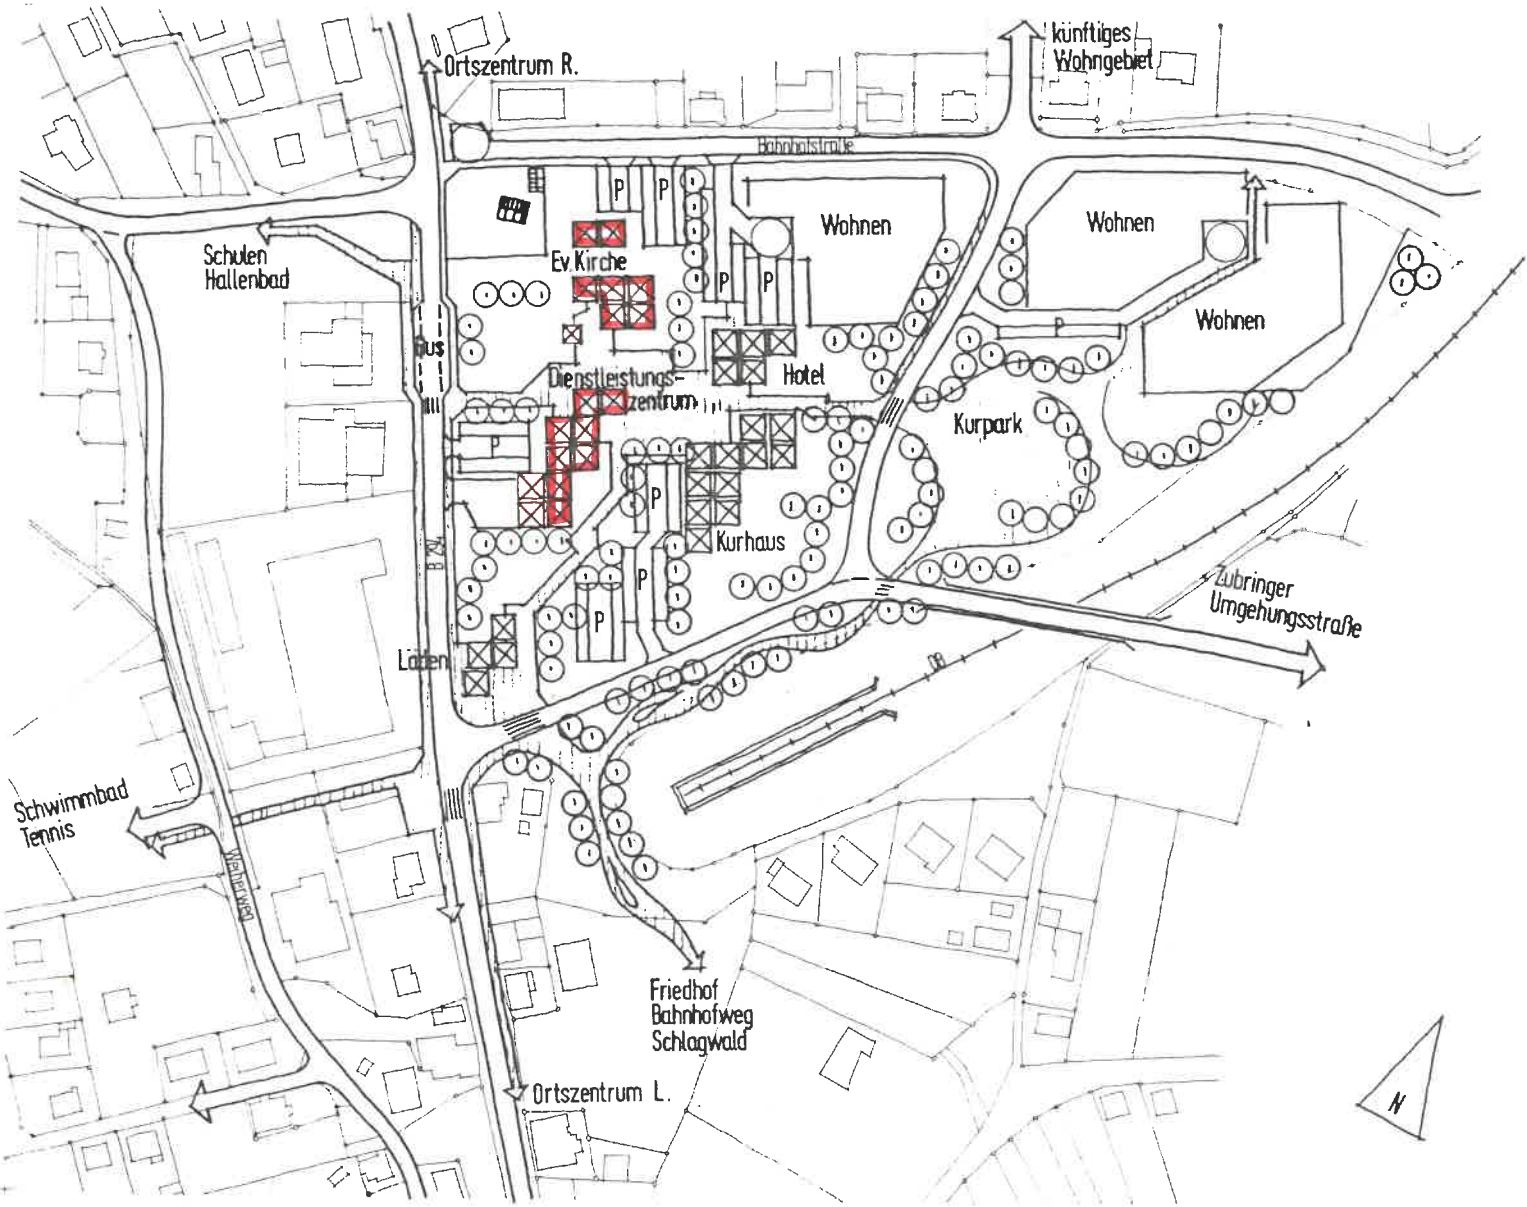 Ortszentrum R.
künftiges
Wohngebiet
Bahnhofstraße
P
P
Wohnen
Wohnen
Schulen
Hallenbad
Ev. Kirche
P
P
Wohnen
P
Bus
Dienstleistungs-
zentrum
Hotel
Kurpark
P
P
Kurhaus
P
P
Zubringer
Umgehungsstraße
Läden
DB
Schwimmbad
Tennis
Weiherweg
Friedhof
Bahnhofweg
Schlagwald
Ortszentrum L.
N